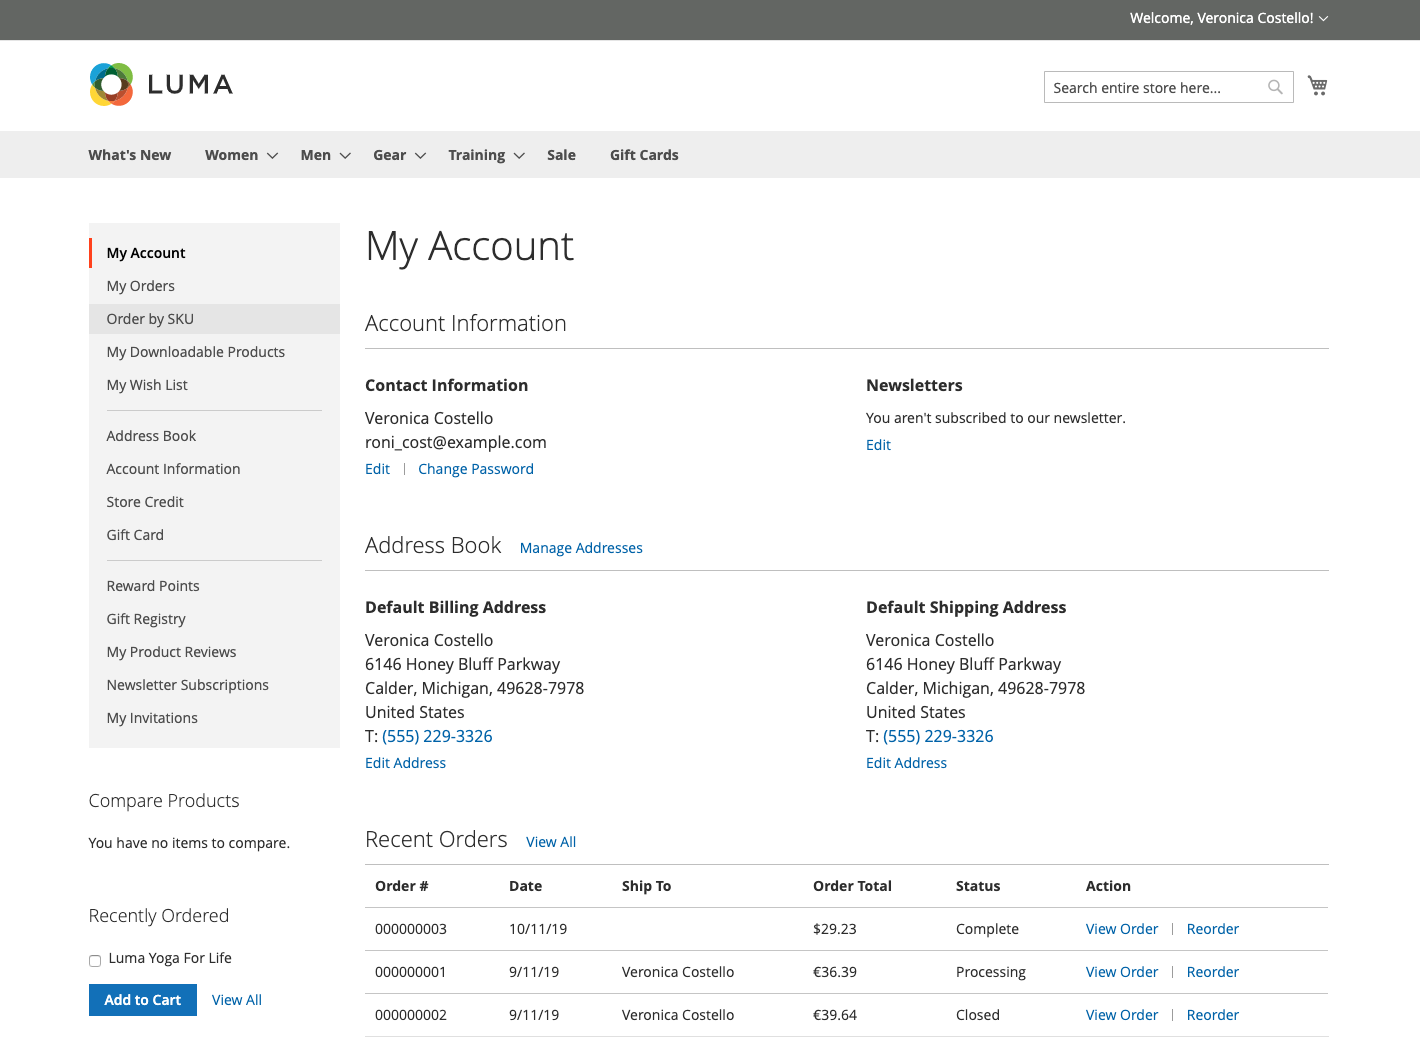 Welcome, Veronica Costello!
LUMA
Search entire store here...
What's New Women Men Gear Training Sale Gift Cards
My Account
My Orders
Order by SKU
My Downloadable Products
My Wish List
Address Book
Account Information
Store Credit
Gift Card
Reward Points
Gift Registry
My Product Reviews
Newsletter Subscriptions
My Invitations
Compare Products
You have no items to compare.
Recently Ordered
Luma Yoga For Life
Add to Cart View All
My Account
Account Information
Contact Information
Veronica Costello
roni_cost@example.com
Edit | Change Password
Newsletters
You aren't subscribed to our newsletter.
Edit
Address Book Manage Addresses
Default Billing Address
Veronica Costello
6146 Honey Bluff Parkway
Calder, Michigan, 49628-7978
United States
T: (555) 229-3326
Edit Address
Default Shipping Address
Veronica Costello
6146 Honey Bluff Parkway
Calder, Michigan, 49628-7978
United States
T: (555) 229-3326
Edit Address
Recent Orders View All
Order # Date Ship To Order Total Status Action
000000003 10/11/19 $29.23 Complete View Order | Reorder
000000001 9/11/19 Veronica Costello €36.39 Processing View Order | Reorder
000000002 9/11/19 Veronica Costello €39.64 Closed View Order | Reorder